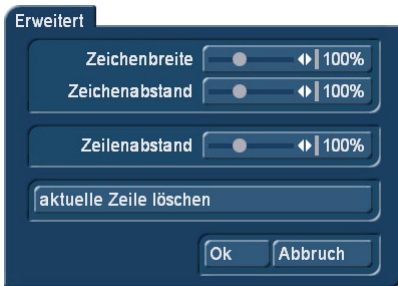 Erweitert
Zeichenbreite 100%
Zeichenabstand 100%
Zeilenabstand 100%
aktuelle Zeile löschen
Ok Abbruch